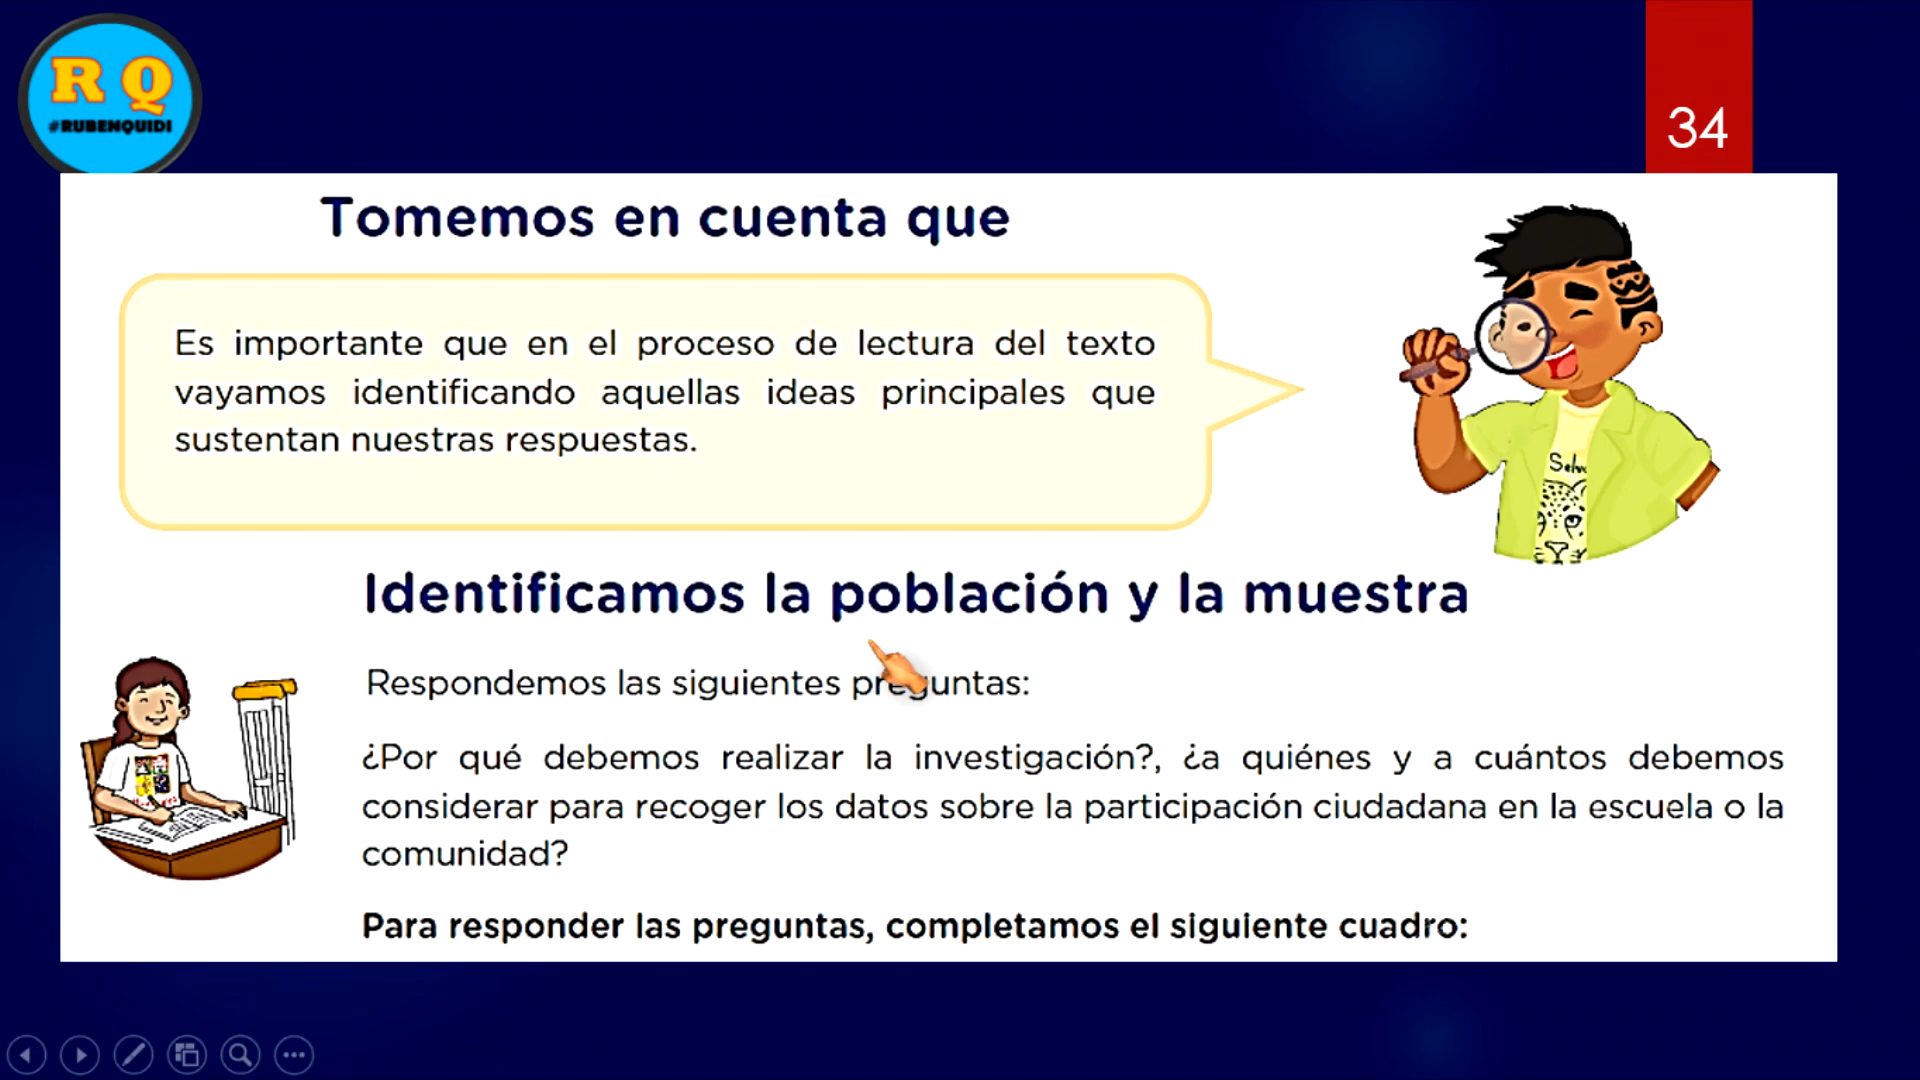 R Q
#RUBENQUIDI
34
Tomemos en cuenta que
Es importante que en el proceso de lectura del texto
vayamos identificando aquellas ideas principales que
sustentan nuestras respuestas.
Selv
Identificamos la población y la muestra
Respondemos las siguientes preguntas:
¿Por qué debemos realizar la investigación?, ¿a quiénes y a cuántos debemos
considerar para recoger los datos sobre la participación ciudadana en la escuela o la
comunidad?
Para responder las preguntas, completamos el siguiente cuadro: